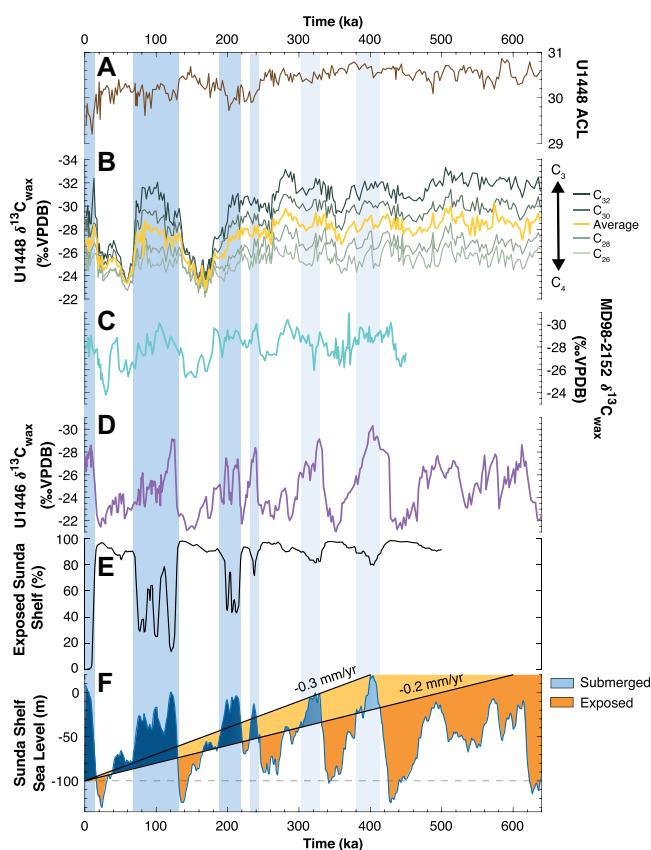 Time (ka)
0 100 200 300 400 500 600
A
31
30
29
U1448 ACL
B
-34
-32
-30
-28
-26
-24
-22
U1448 δ13Cwax
(‰VPDB)
C3
C32
C30
Average
C28
C26
C4
C
-30
-28
-26
-24
MD98-2152 δ13Cwax
(‰VPDB)
D
-30
-28
-26
-24
-22
U1446 δ13Cwax
(‰VPDB)
E
100
80
60
40
20
0
Exposed Sunda
Shelf (%)
F
0
-50
-100
Sunda Shelf
Sea Level (m)
-0.3 mm/yr
-0.2 mm/yr
Submerged
Exposed
0 100 200 300 400 500 600
Time (ka)